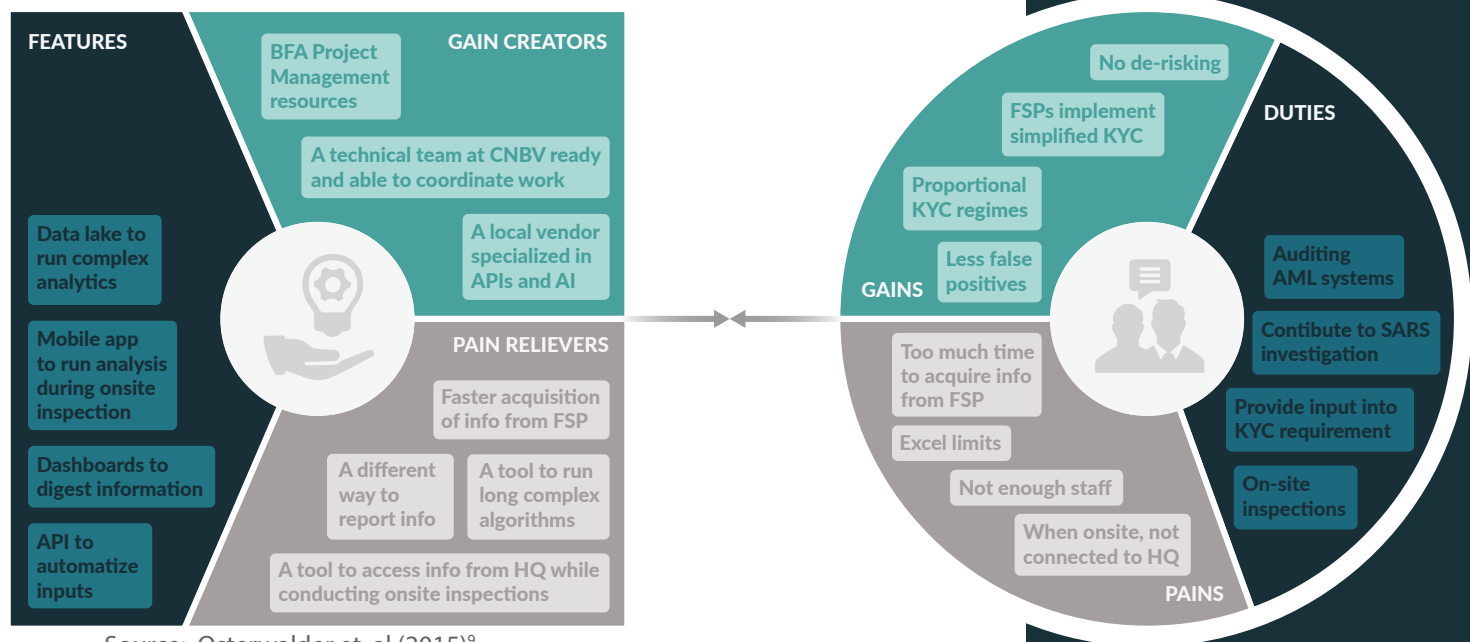 FEATURES
Data lake to
run complex
analytics
Mobile app
to run analysis
during onsite
inspection
Dashboards to
digest information
API to
automatize
inputs
GAIN CREATORS
BFA Project
Management
resources
A technical team at CNBV ready
and able to coordinate work
A local vendor
specialized in
APIs and AI
PAIN RELIEVERS
Faster acquisition
of info from FSP
A different
way to
report info
A tool to run
long complex
algorithms
A tool to access info from HQ while
conducting onsite inspections
GAINS
No de-risking
FSPs implement
simplified KYC
Proportional
KYC regimes
Less false
positives
DUTIES
Auditing
AML systems
Contibute to SARS
investigation
Provide input into
KYC requirement
On-site
inspections
Too much time
to acquire info
from FSP
Excel limits
Not enough staff
When onsite, not
connected to HQ
PAINS
Source: Osterwalder et. al (2015)⁹